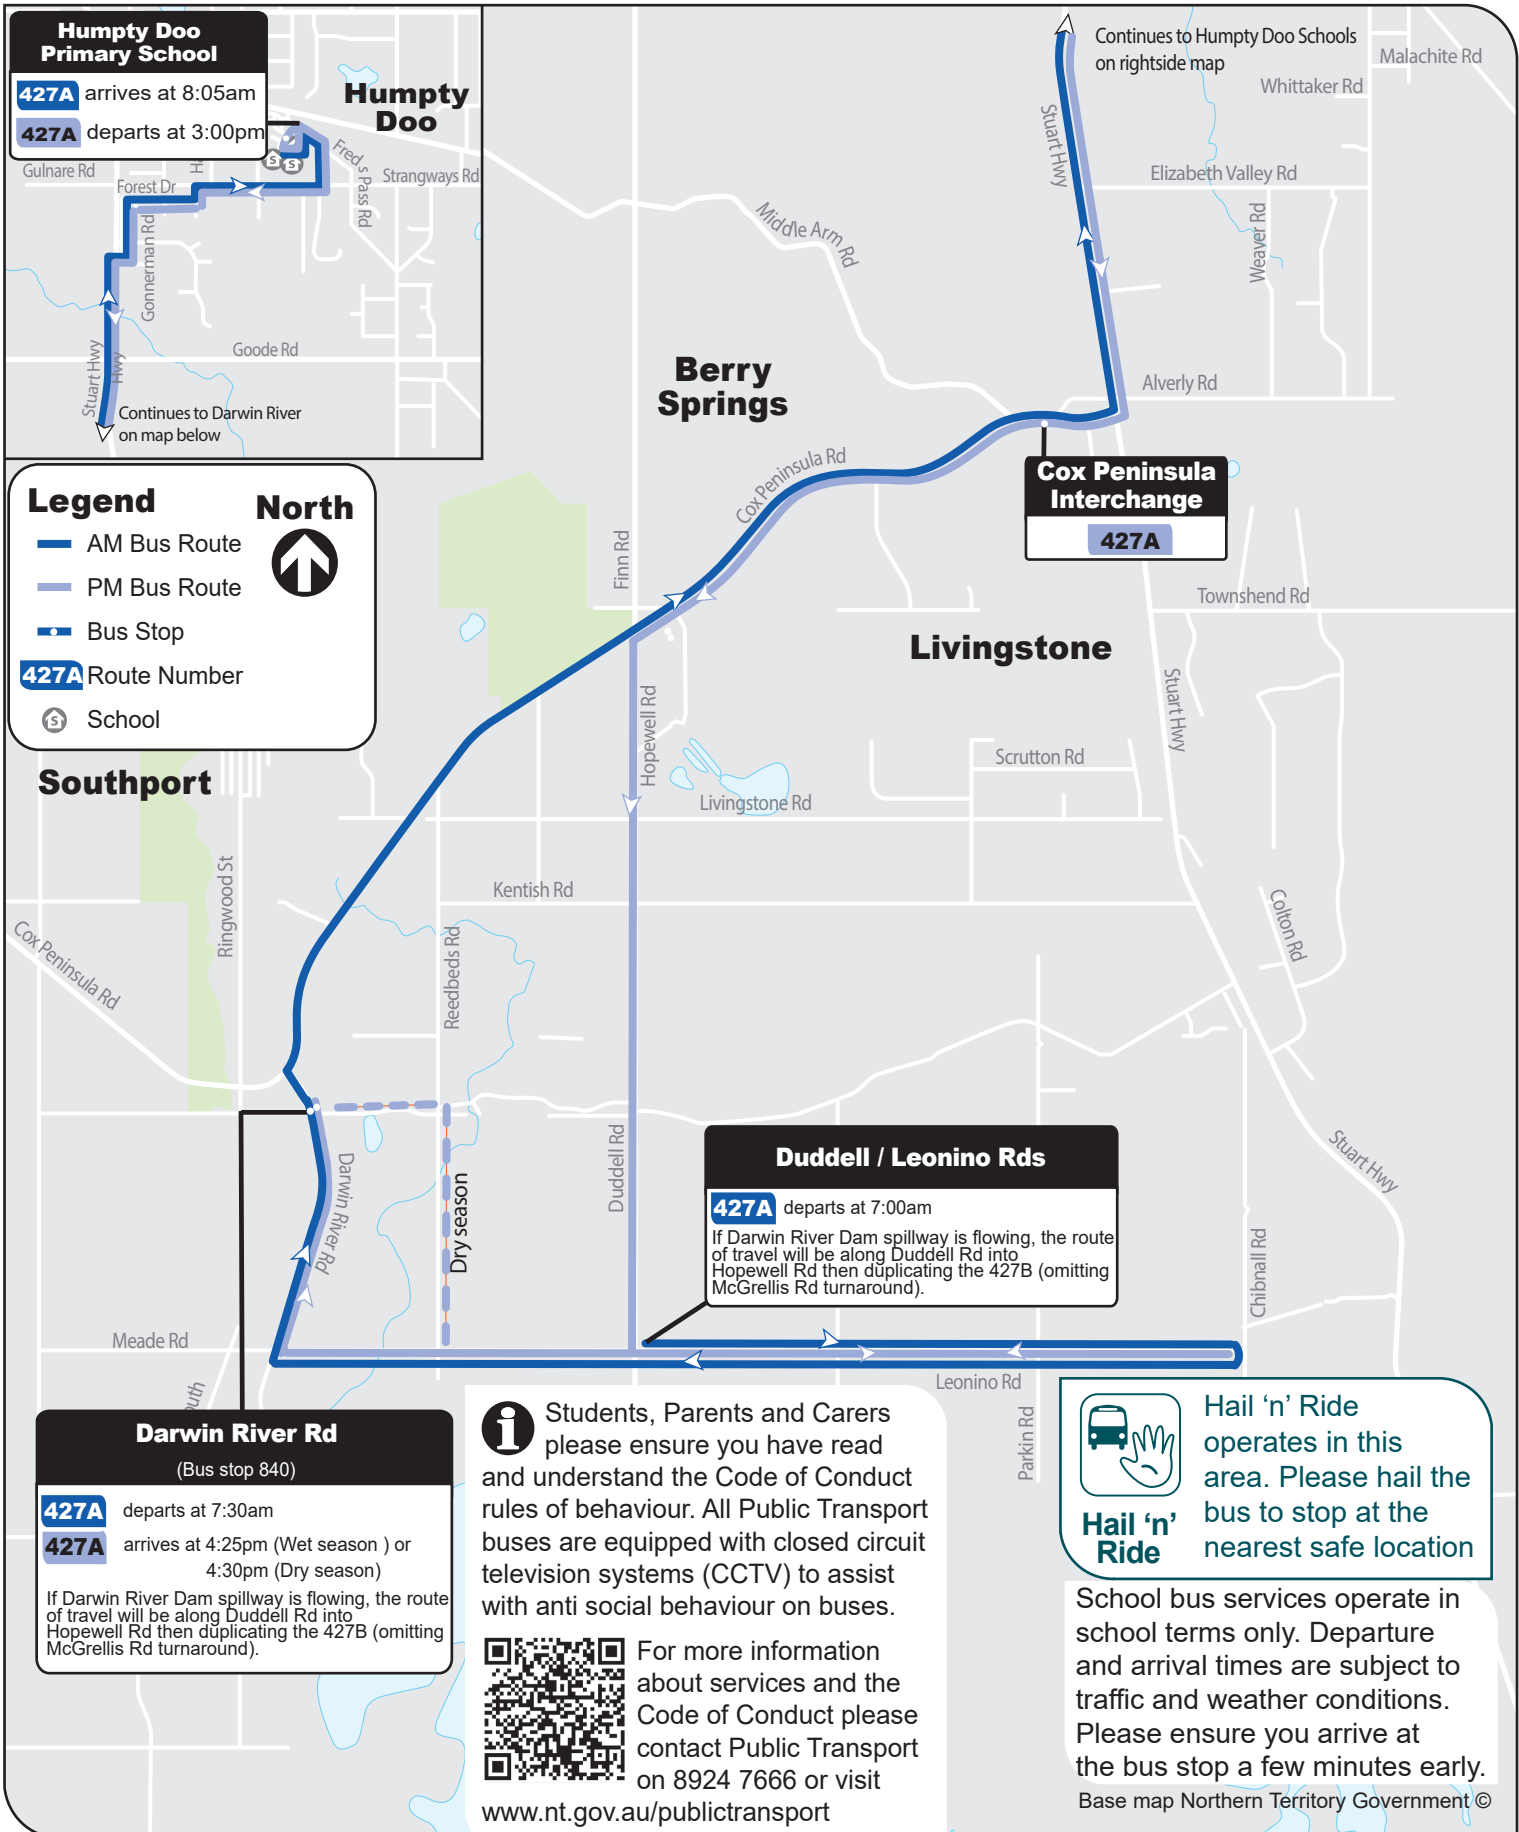 Humpty Doo
Primary School
427A arrives at 8:05am
427A departs at 3:00pm
Humpty
Doo
Gulnare Rd
Ha
Forest Dr
Freds Pass Rd
Strangways Rd
Gonnerman Rd
Goode Rd
Stuart Hwy
Hwy
Continues to Darwin River
on map below
Continues to Humpty Doo Schools
on rightside map
Malachite Rd
Whittaker Rd
Stuart Hwy
Elizabeth Valley Rd
Weaver Rd
Middle Arm Rd
Berry
Springs
Alverly Rd
Cox Peninsula Rd
Cox Peninsula
Interchange
427A
Legend
North
AM Bus Route
PM Bus Route
Bus Stop
427A Route Number
S School
Finn Rd
Townshend Rd
Livingstone
Stuart Hwy
Hopewell Rd
Scrutton Rd
Southport
Livingstone Rd
Ringwood St
Kentish Rd
Colton Rd
Cox Peninsula Rd
Reedbeds Rd
Duddell Rd
Darwin River Rd
Dry season
Stuart Hwy
Duddell / Leonino Rds
427A departs at 7:00am
If Darwin River Dam spillway is flowing, the route
of travel will be along Duddell Rd into
Hopewell Rd then duplicating the 427B (omitting
McGrellis Rd turnaround).
Chibnall Rd
Meade Rd
outh
Leonino Rd
Parkin Rd
Darwin River Rd
(Bus stop 840)
427A departs at 7:30am
427A arrives at 4:25pm (Wet season ) or
4:30pm (Dry season)
If Darwin River Dam spillway is flowing, the route
of travel will be along Duddell Rd into
Hopewell Rd then duplicating the 427B (omitting
McGrellis Rd turnaround).
i Students, Parents and Carers
please ensure you have read
and understand the Code of Conduct
rules of behaviour. All Public Transport
buses are equipped with closed circuit
television systems (CCTV) to assist
with anti social behaviour on buses.
For more information
about services and the
Code of Conduct please
contact Public Transport
on 8924 7666 or visit
www.nt.gov.au/publictransport
Hail ‘n’
Ride
Hail ‘n’ Ride
operates in this
area. Please hail the
bus to stop at the
nearest safe location
School bus services operate in
school terms only. Departure
and arrival times are subject to
traffic and weather conditions.
Please ensure you arrive at
the bus stop a few minutes early.
Base map Northern Territory Government ©